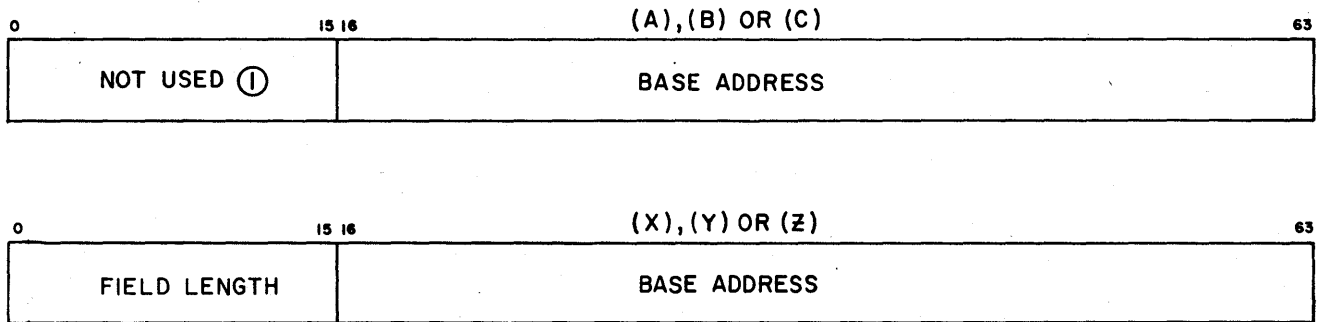 (A),(B) OR (C)
0 15 16 63
NOT USED ①
BASE ADDRESS
(X),(Y) OR (Z)
0 15 16 63
FIELD LENGTH
BASE ADDRESS